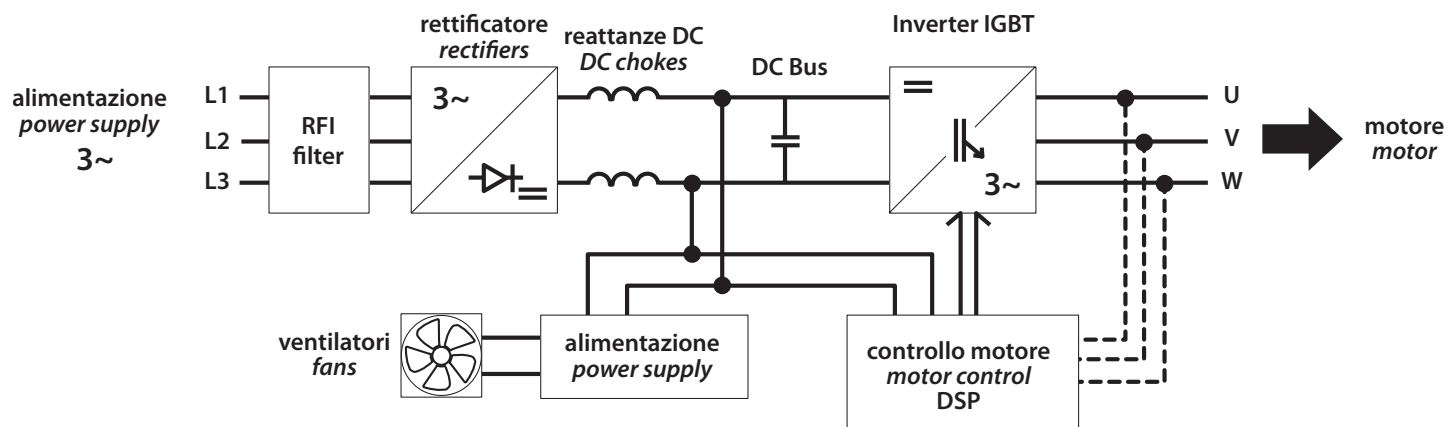 alimentazione
power supply
3~
L1
L2
L3
RFI
filter
rettificatore
rectifiers
3~
reattanze DC
DC chokes
DC Bus
Inverter IGBT
3~
U
V
W
motore
motor
ventilatori
fans
alimentazione
power supply
controllo motore
motor control
DSP